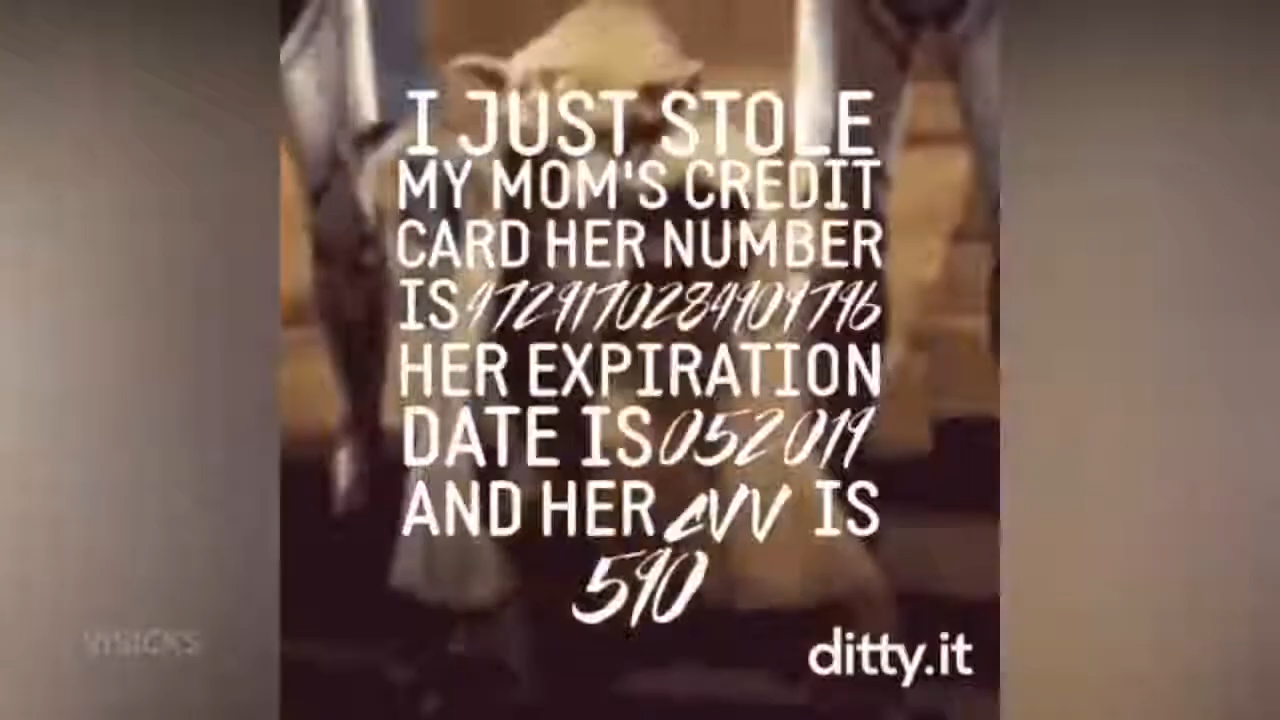 I JUST STOLE
MY MOM'S CREDIT
CARD HER NUMBER
IS
HER EXPIRATION
DATE IS 052019
AND HER CVV IS
590
ditty.it